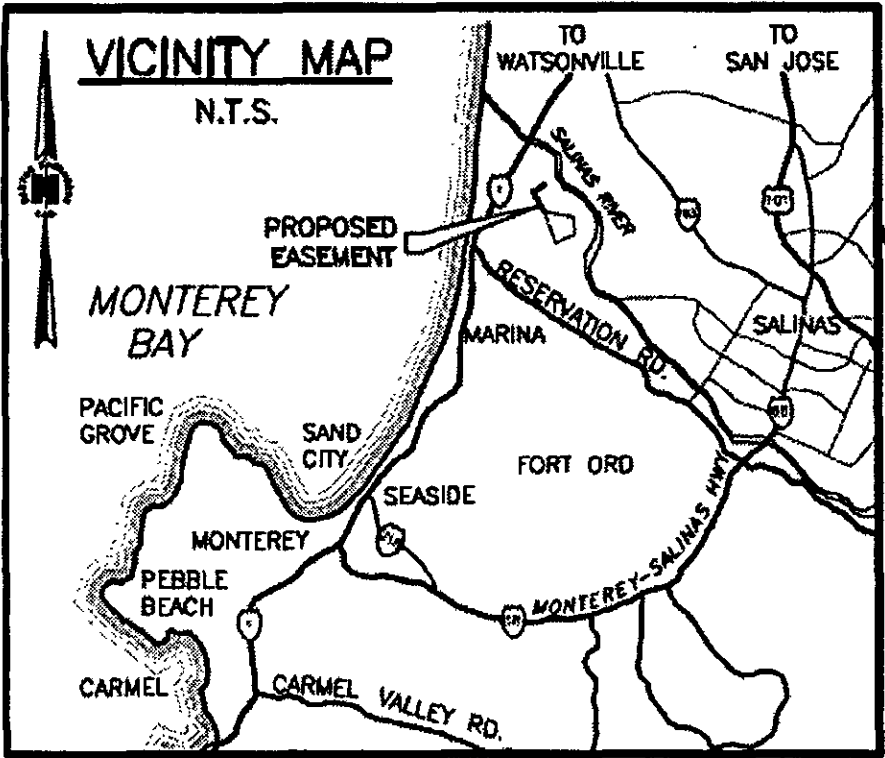 VICINITY MAP
N.T.S.
TO
WATSONVILLE
TO
SAN JOSE
SALINAS RIVER
1
183
101
PROPOSED
EASEMENT
MONTEREY
BAY
RESERVATION RD.
MARINA
SALINAS
PACIFIC
GROVE
SAND
CITY
68
FORT ORD
SEASIDE
MONTEREY
MONTEREY-SALINAS HWY
PEBBLE
BEACH
CARMEL
CARMEL VALLEY RD.